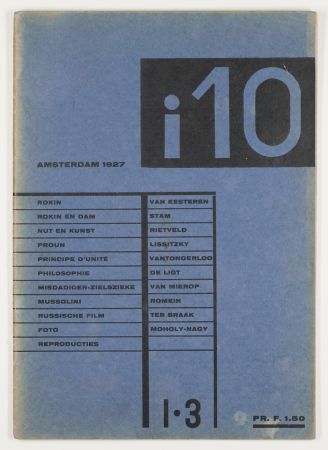 i10
AMSTERDAM 1927
ROKIN VAN EESTEREN
ROKIN EN DAM STAM
NUT EN KUNST RIETVELD
PROUN LISSITZKY
PRINCIPE D'UNITÉ VANTONGERLOO
PHILOSOPHIE DE LIGT
MISDADIGER-ZIELSZIEKE VAN MIEROP
MUSSOLINI ROMEIN
RUSSISCHE FILM TER BRAAK
FOTO MOHOLY-NAGY
REPRODUCTIES
1·3
PR. F. 1.50